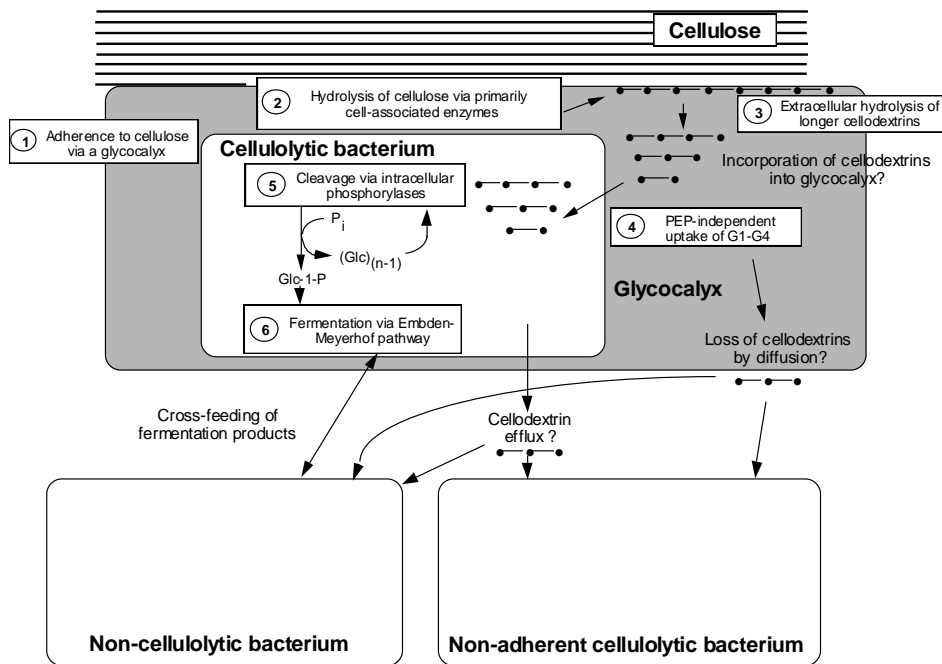 Cellulose
2
Hydrolysis of cellulose via primarily
cell-associated enzymes
3
Extracellular hydrolysis of
longer cellodextrins
1
Adherence to cellulose
via a glycocalyx
Cellulolytic bacterium
Incorporation of cellodextrins
into glycocalyx?
5
Cleavage via intracellular
phosphorylases
4
PEP-independent
uptake of G1-G4
Pi
(Glc)(n-1)
Glc-1-P
Glycocalyx
6
Fermentation via Embden-
Meyerhof pathway
Loss of cellodextrins
by diffusion?
Cross-feeding of
fermentation products
Cellodextrin
efflux ?
Non-cellulolytic bacterium
Non-adherent cellulolytic bacterium